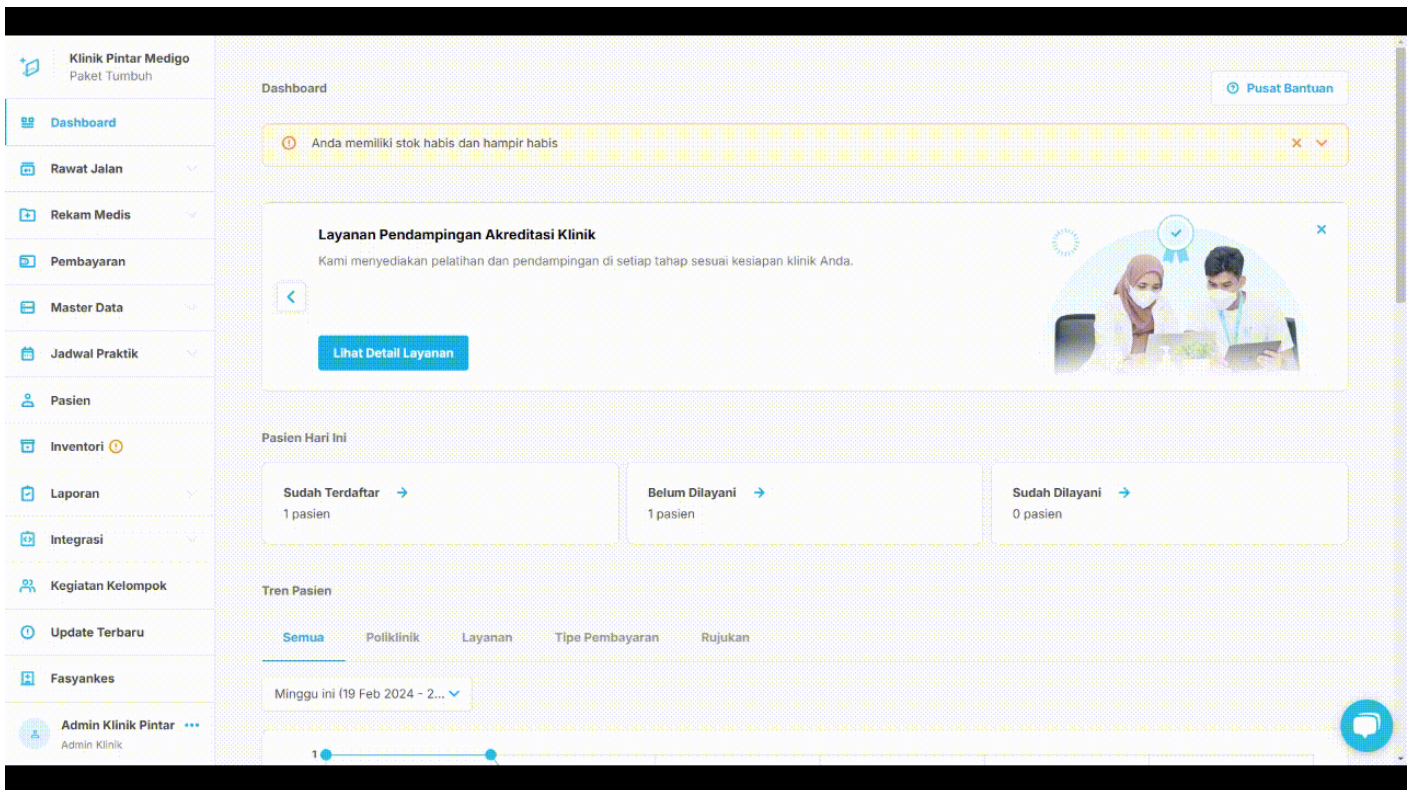 Klinik Pintar Medigo
Paket Tumbuh
Dashboard
Rawat Jalan
Rekam Medis
Pembayaran
Master Data
Jadwal Praktik
Pasien
Inventori
Laporan
Integrasi
Kegiatan Kelompok
Update Terbaru
Fasyankes
Admin Klinik Pintar
Admin Klinik
Dashboard
Pusat Bantuan
Anda memiliki stok habis dan hampir habis
Layanan Pendampingan Akreditasi Klinik
Kami menyediakan pelatihan dan pendampingan di setiap tahap sesuai kesiapan klinik Anda.
Lihat Detail Layanan
Pasien Hari Ini
Sudah Terdaftar
1 pasien
Belum Dilayani
1 pasien
Sudah Dilayani
0 pasien
Tren Pasien
Semua Poliklinik Layanan Tipe Pembayaran Rujukan
Minggu ini (19 Feb 2024 - 2...
1